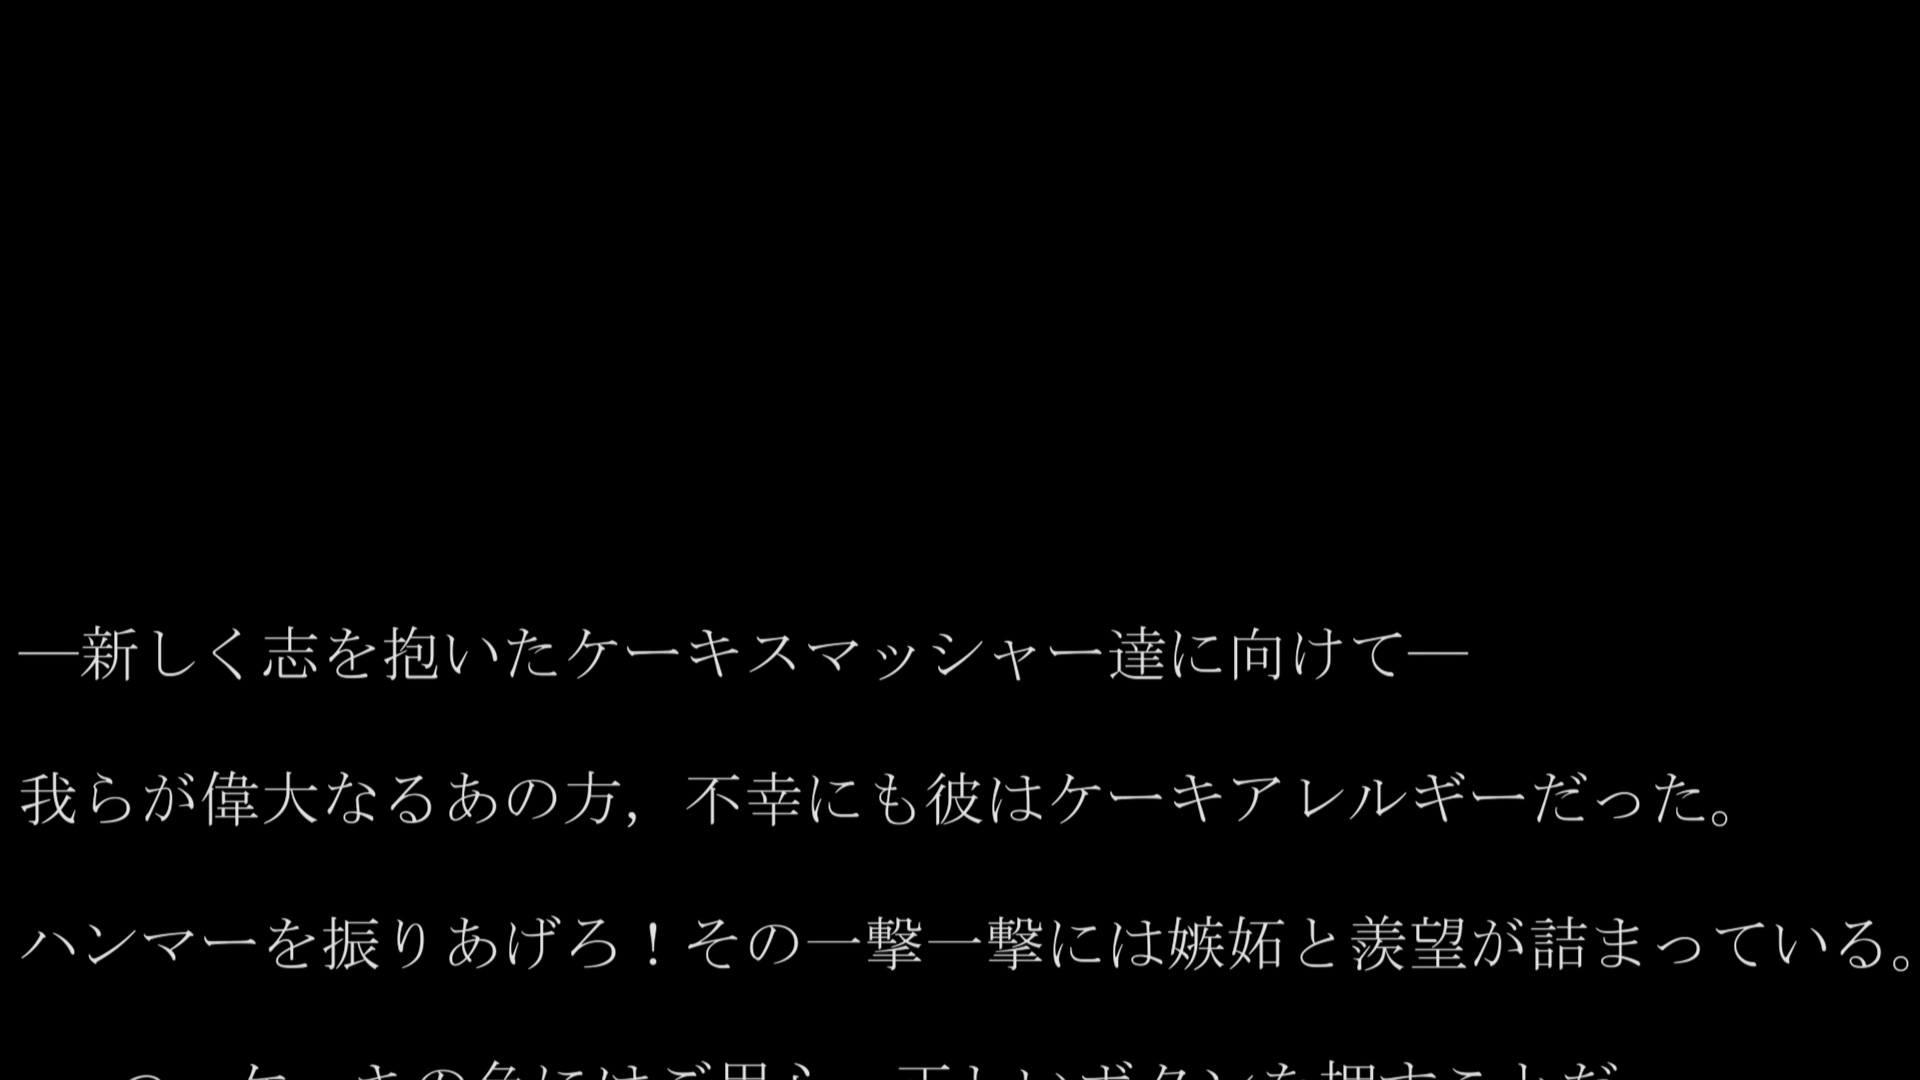 ―新しく志を抱いたケーキスマッシャー達に向けて―
我らが偉大なるあの方，不幸にも彼はケーキアレルギーだった。
ハンマーを振りあげろ！その一撃一撃には嫉妬と羨望が詰まっている。